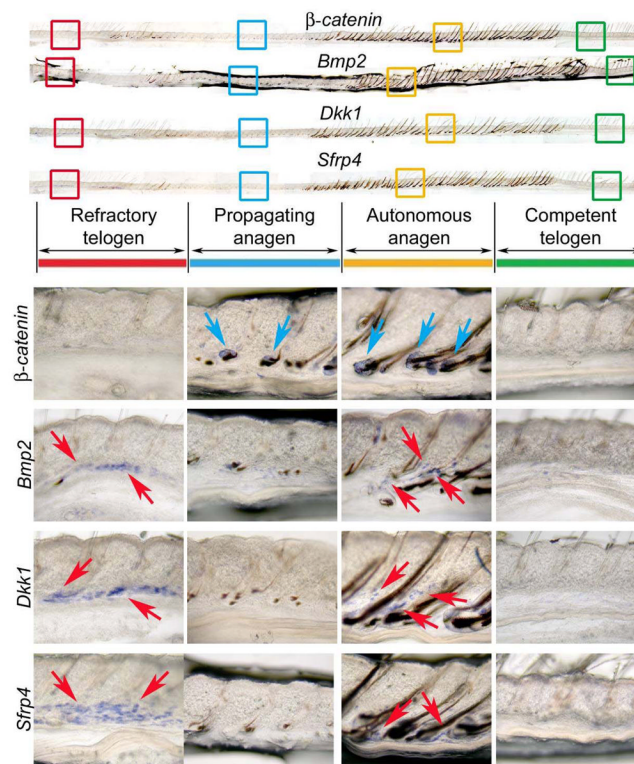 β-catenin
Bmp2
Dkk1
Sfrp4
Refractory telogen
Propagating anagen
Autonomous anagen
Competent telogen
β-catenin
Bmp2
Dkk1
Sfrp4